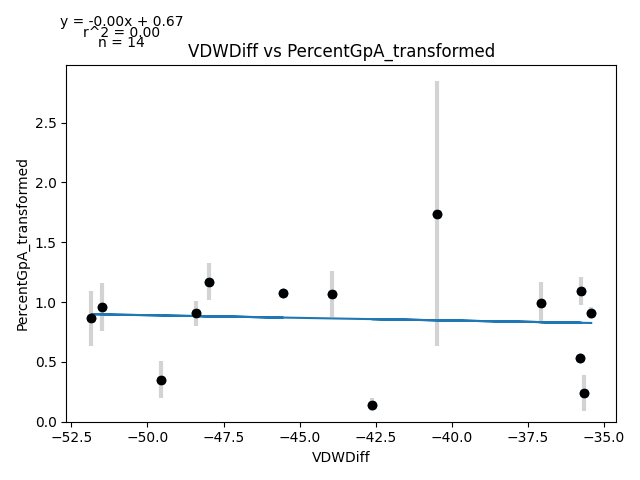 y = -0.00x + 0.67
r^2 = 0.00
n = 14
VDWDiff vs PercentGpA_transformed
PercentGpA_transformed
2.5
2.0
1.5
1.0
0.5
0.0
−52.5 −50.0 −47.5 −45.0 −42.5 −40.0 −37.5 −35.0
VDWDiff